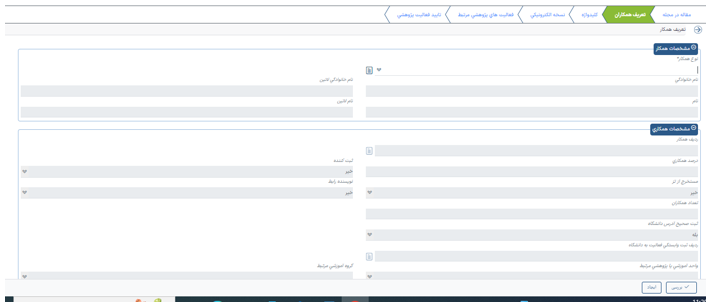 مقاله در مجله
تعریف همکاران
کلیدواژه
نسخه الکترونیکی
فعالیت های پژوهشی مرتبط
تایید فعالیت پژوهشی
تعریف همکار
مشخصات همکار
نوع همکار*
نام خانوادگی
نام خانوادگی لاتین
نام
نام لاتین
مشخصات همکاری
ردیف همکار
درصد همکاری
ثبت کننده
خیر
مستخرج از تز
نویسنده رابط
خیر
خیر
تعداد همکاران
ثبت صحیح آدرس دانشگاه
بله
ردیف ثبت وابستگی فعالیت به دانشگاه
واحد آموزشی یا پژوهشی مرتبط
گروه آموزشی مرتبط
بررسی
ایجاد